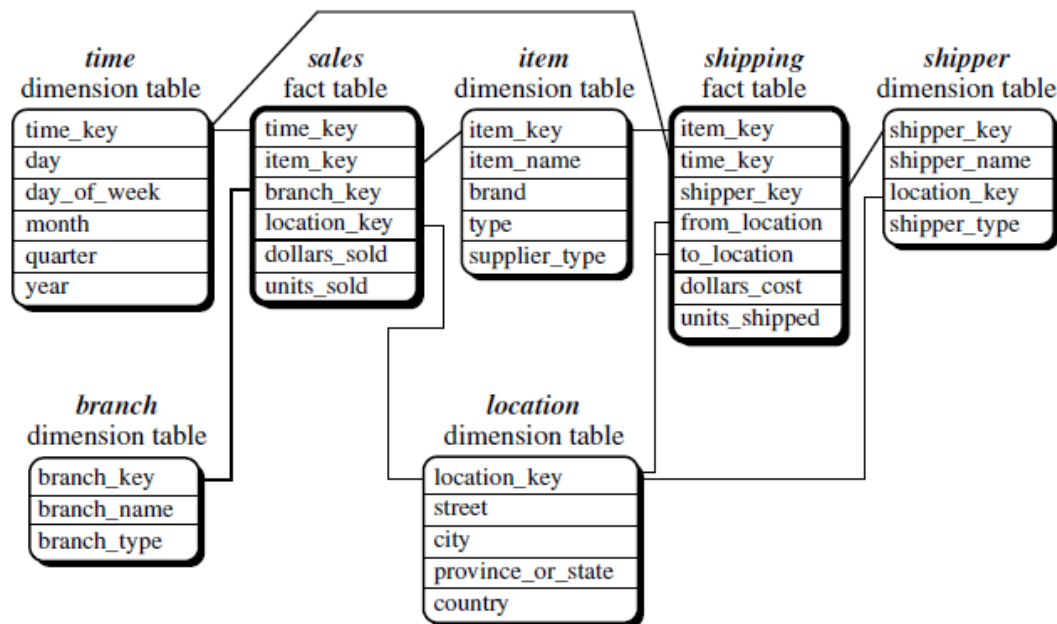 time
dimension table
time_key
day
day_of_week
month
quarter
year
sales
fact table
time_key
item_key
branch_key
location_key
dollars_sold
units_sold
item
dimension table
item_key
item_name
brand
type
supplier_type
shipping
fact table
item_key
time_key
shipper_key
from_location
to_location
dollars_cost
units_shipped
shipper
dimension table
shipper_key
shipper_name
location_key
shipper_type
branch
dimension table
branch_key
branch_name
branch_type
location
dimension table
location_key
street
city
province_or_state
country